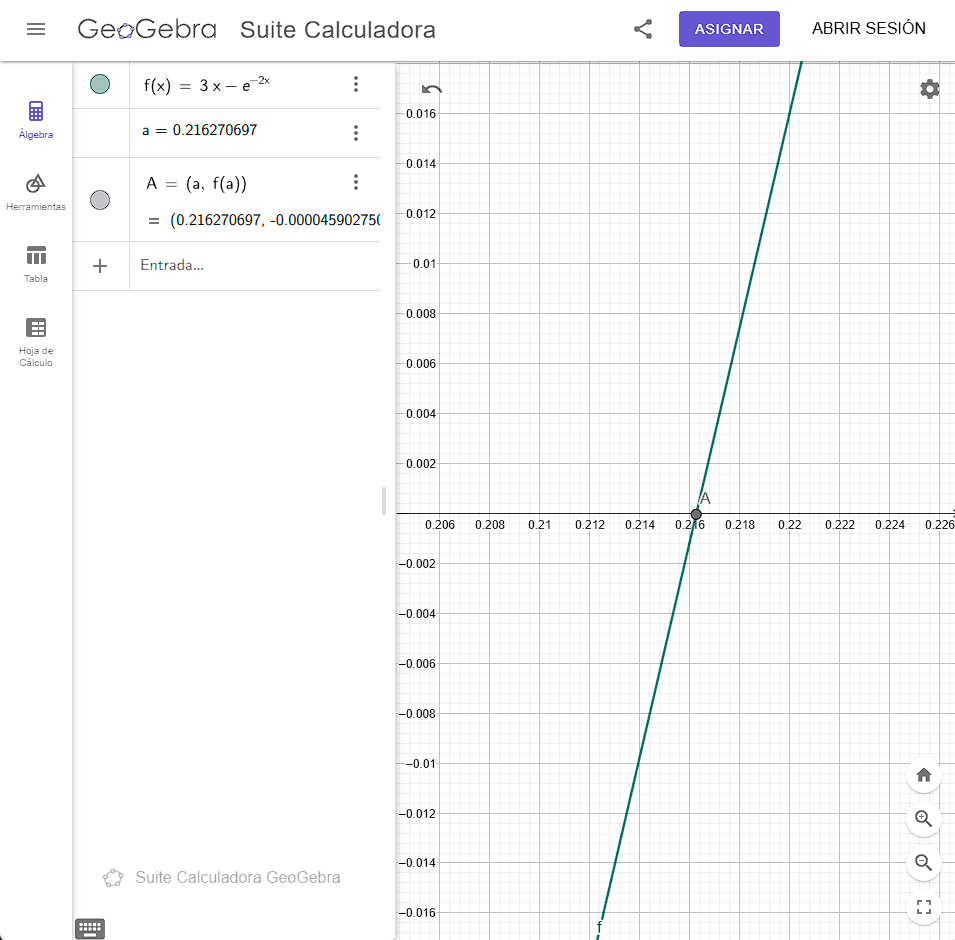 GeoGebra Suite Calculadora ASIGNAR ABRIR SESIÓN
Álgebra
Herramientas
Tabla
Hoja de
Cálculo
f(x) = 3 x − e^−2x
a = 0.216270697
A = (a, f(a))
= (0.216270697, -0.00004590275
Entrada...
Suite Calculadora GeoGebra
0.016
0.014
0.012
0.01
0.008
0.006
0.004
0.002
A
0.206 0.208 0.21 0.212 0.214 0.216 0.218 0.22 0.222 0.224 0.226
−0.002
−0.004
−0.006
−0.008
−0.01
−0.012
−0.014
−0.016
f